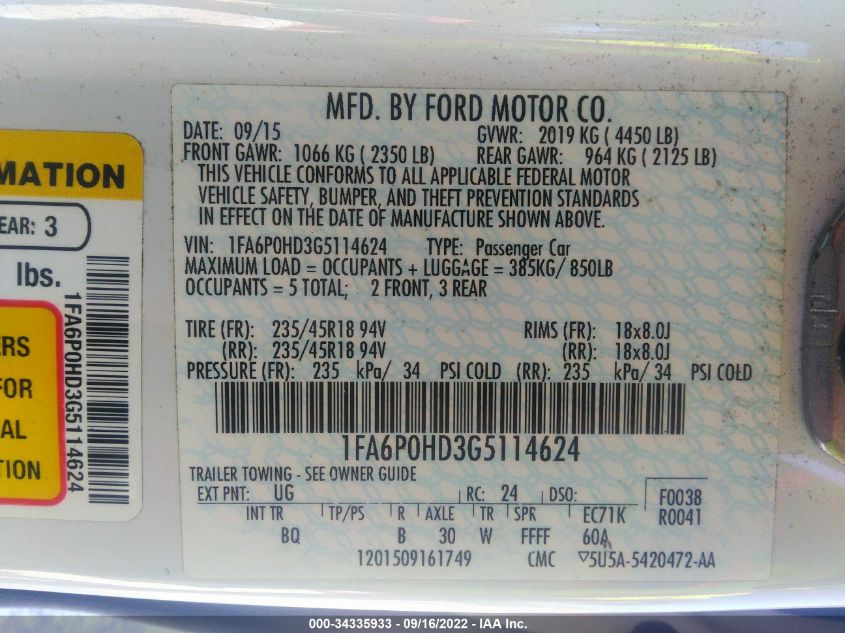 MFD. BY FORD MOTOR CO.
DATE: 09/15 GVWR: 2019 KG ( 4450 LB)
FRONT GAWR: 1066 KG ( 2350 LB) REAR GAWR: 964 KG ( 2125 LB)
THIS VEHICLE CONFORMS TO ALL APPLICABLE FEDERAL MOTOR
VEHICLE SAFETY, BUMPER, AND THEFT PREVENTION STANDARDS
IN EFFECT ON THE DATE OF MANUFACTURE SHOWN ABOVE.
VIN: 1FA6P0HD3G5114624 TYPE: Passenger Car
MAXIMUM LOAD = OCCUPANTS + LUGGAGE = 385KG/ 850LB
OCCUPANTS = 5 TOTAL; 2 FRONT, 3 REAR
TIRE (FR): 235/45R18 94V RIMS (FR): 18x8.0J
(RR): 235/45R18 94V (RR): 18x8.0J
PRESSURE (FR): 235 kPa/ 34 PSI COLD (RR): 235 kPa/ 34 PSI COLD
1FA6P0HD3G5114624
TRAILER TOWING - SEE OWNER GUIDE
EXT PNT: UG RC: 24 DSO: F0038
INT TR TP/PS R AXLE TR SPR EC71K R0041
BQ B 30 W FFFF 60A
1201509161749 CMC ▽5U5A-5420472-AA
MATION
EAR: 3
lbs.
ERS
FOR
AL
1FA6P0HD3G5114624
000-34335933 - 09/16/2022 - IAA Inc.